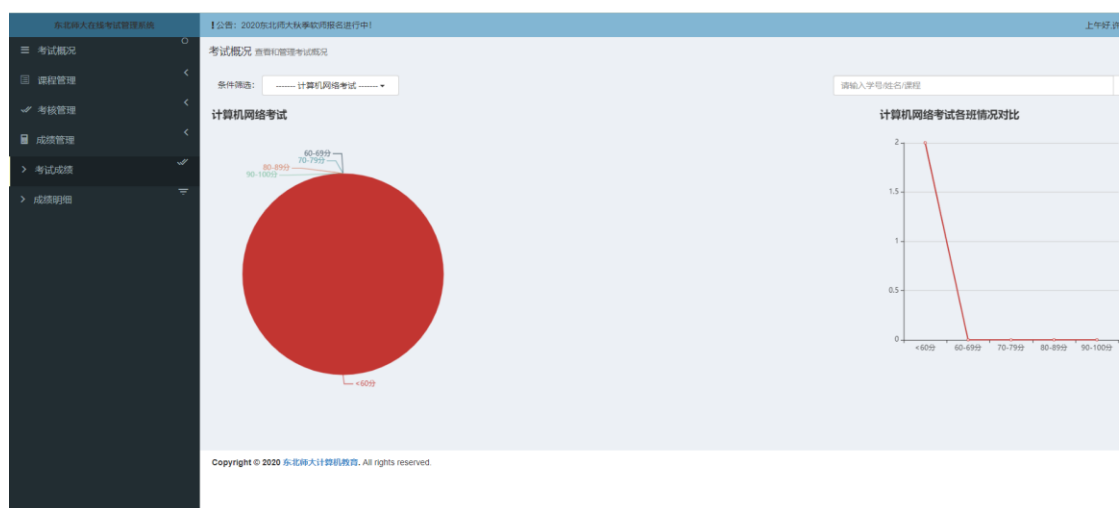 东北师大在线考试管理系统
!公告：2020东北师大秋季软师报名进行中！
上午好,许
考试概况
课程管理
考核管理
成绩管理
考试成绩
成绩明细
考试概况 查看和管理考试概况
条件筛选：
------- 计算机网络考试 -------
请输入学号/姓名/课程
计算机网络考试
60-69分
70-79分
80-89分
90-100分
<60分
计算机网络考试各班情况对比
2
1.5
1
0.5
0
<60分 60-69分 70-79分 80-89分 90-100分
Copyright © 2020 东北师大计算机教育. All rights reserved.